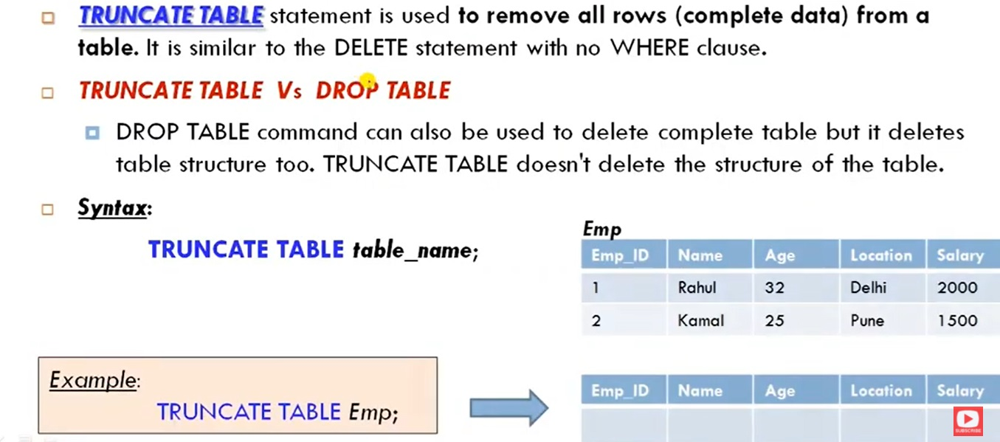 TRUNCATE TABLE statement is used to remove all rows (complete data) from a
table. It is similar to the DELETE statement with no WHERE clause.
TRUNCATE TABLE Vs DROP TABLE
DROP TABLE command can also be used to delete complete table but it deletes
table structure too. TRUNCATE TABLE doesn't delete the structure of the table.
Syntax:
TRUNCATE TABLE table_name;
Emp
Emp_ID Name Age Location Salary
1 Rahul 32 Delhi 2000
2 Kamal 25 Pune 1500
Example:
TRUNCATE TABLE Emp;
Emp_ID Name Age Location Salary
SUBSCRIBE